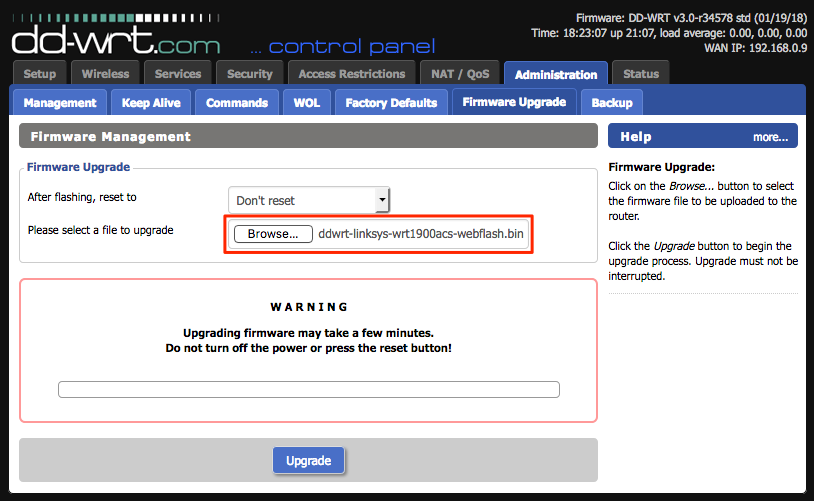 Firmware: DD-WRT v3.0-r34578 std (01/19/18)
Time: 18:23:07 up 21:07, load average: 0.00, 0.00, 0.00
WAN IP: 192.168.0.9
dd-wrt.com ... control panel
Setup Wireless Services Security Access Restrictions NAT / QoS Administration Status
Management Keep Alive Commands WOL Factory Defaults Firmware Upgrade Backup
Firmware Management
Firmware Upgrade
After flashing, reset to Don't reset
Please select a file to upgrade Browse... ddwrt-linksys-wrt1900acs-webflash.bin
WARNING
Upgrading firmware may take a few minutes.
Do not turn off the power or press the reset button!
Upgrade
Help more...
Firmware Upgrade:
Click on the Browse... button to select
the firmware file to be uploaded to the
router.
Click the Upgrade button to begin the
upgrade process. Upgrade must not be
interrupted.